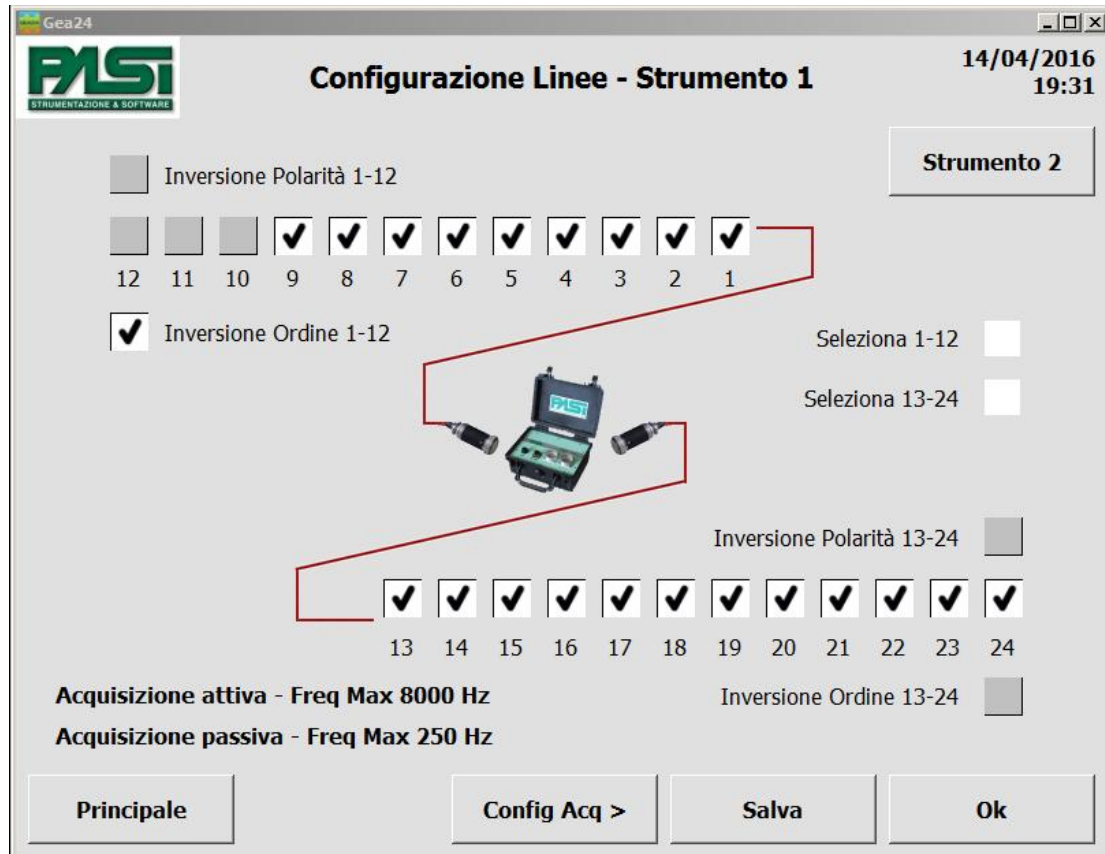 Gea24
PASI
STRUMENTAZIONE & SOFTWARE
Configurazione Linee - Strumento 1
14/04/2016
19:31
Strumento 2
Inversione Polarità 1-12
12 11 10 9 8 7 6 5 4 3 2 1
Inversione Ordine 1-12
Seleziona 1-12
Seleziona 13-24
PASI
Inversione Polarità 13-24
13 14 15 16 17 18 19 20 21 22 23 24
Inversione Ordine 13-24
Acquisizione attiva - Freq Max 8000 Hz
Acquisizione passiva - Freq Max 250 Hz
Principale
Config Acq >
Salva
Ok